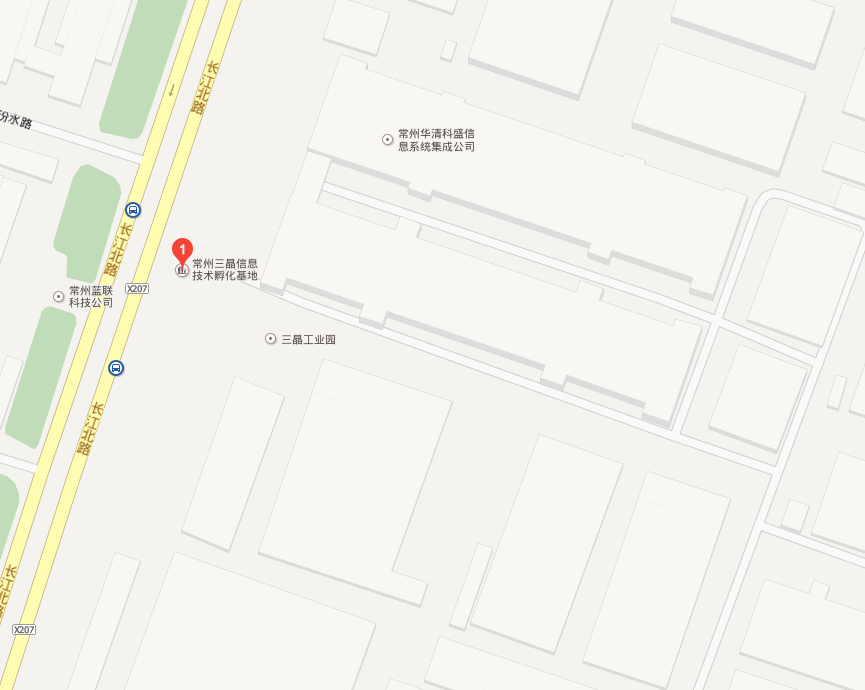 长江北路
汾水路
常州华清科盛信
息系统集成公司
长江北路
1
常州三晶信息
技术孵化基地
X207
常州蓝联
科技公司
三晶工业园
长江北路
长江北路
X207